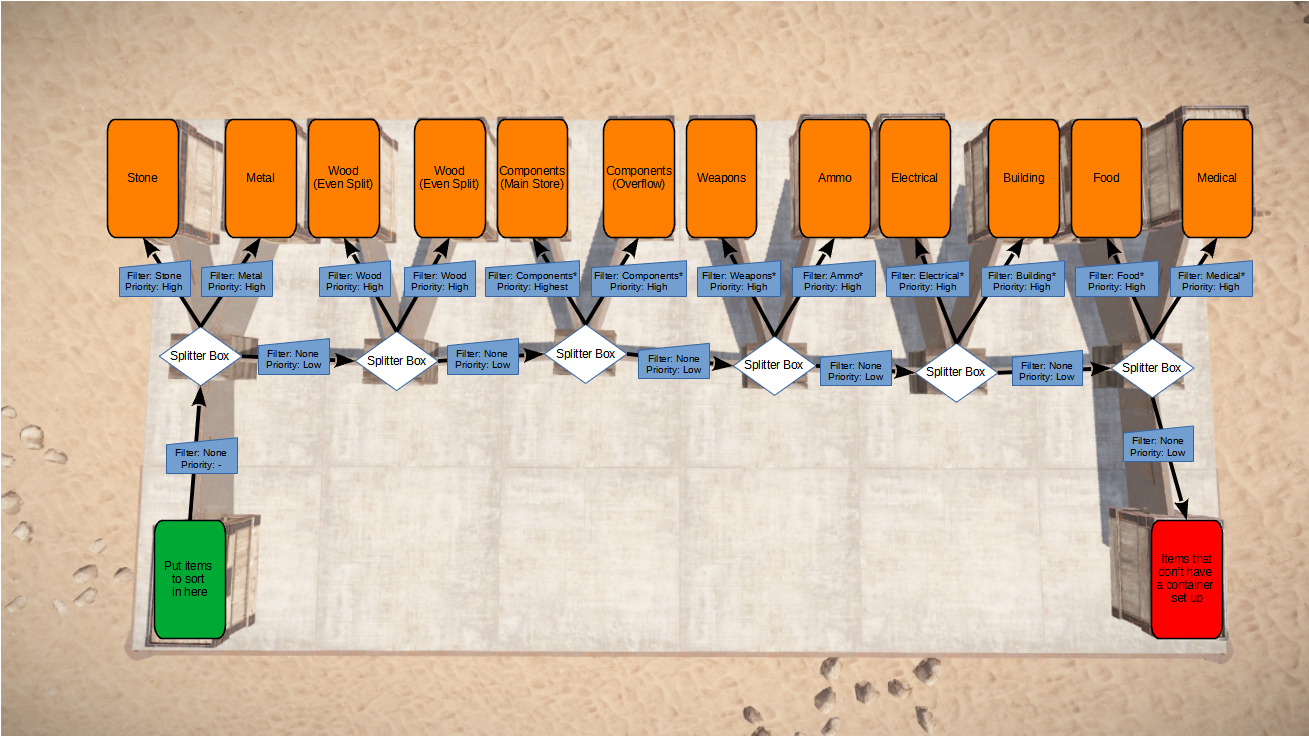 Stone
Metal
Wood
(Even Split)
Wood
(Even Split)
Components
(Main Store)
Components
(Overflow)
Weapons
Ammo
Electrical
Building
Food
Medical
Filter: Stone
Priority: High
Filter: Metal
Priority: High
Filter: Wood
Priority: High
Filter: Wood
Priority: High
Filter: Components*
Priority: Highest
Filter: Components*
Priority: High
Filter: Weapons*
Priority: High
Filter: Ammo*
Priority: High
Filter: Electrical*
Priority: High
Filter: Building*
Priority: High
Filter: Food*
Priority: High
Filter: Medical*
Priority: High
Splitter Box
Filter: None
Priority: Low
Splitter Box
Filter: None
Priority: Low
Splitter Box
Filter: None
Priority: Low
Splitter Box
Filter: None
Priority: Low
Splitter Box
Filter: None
Priority: Low
Splitter Box
Filter: None
Priority: -
Filter: None
Priority: Low
Put items
to sort
in here
Items that
don't have
a container
set up